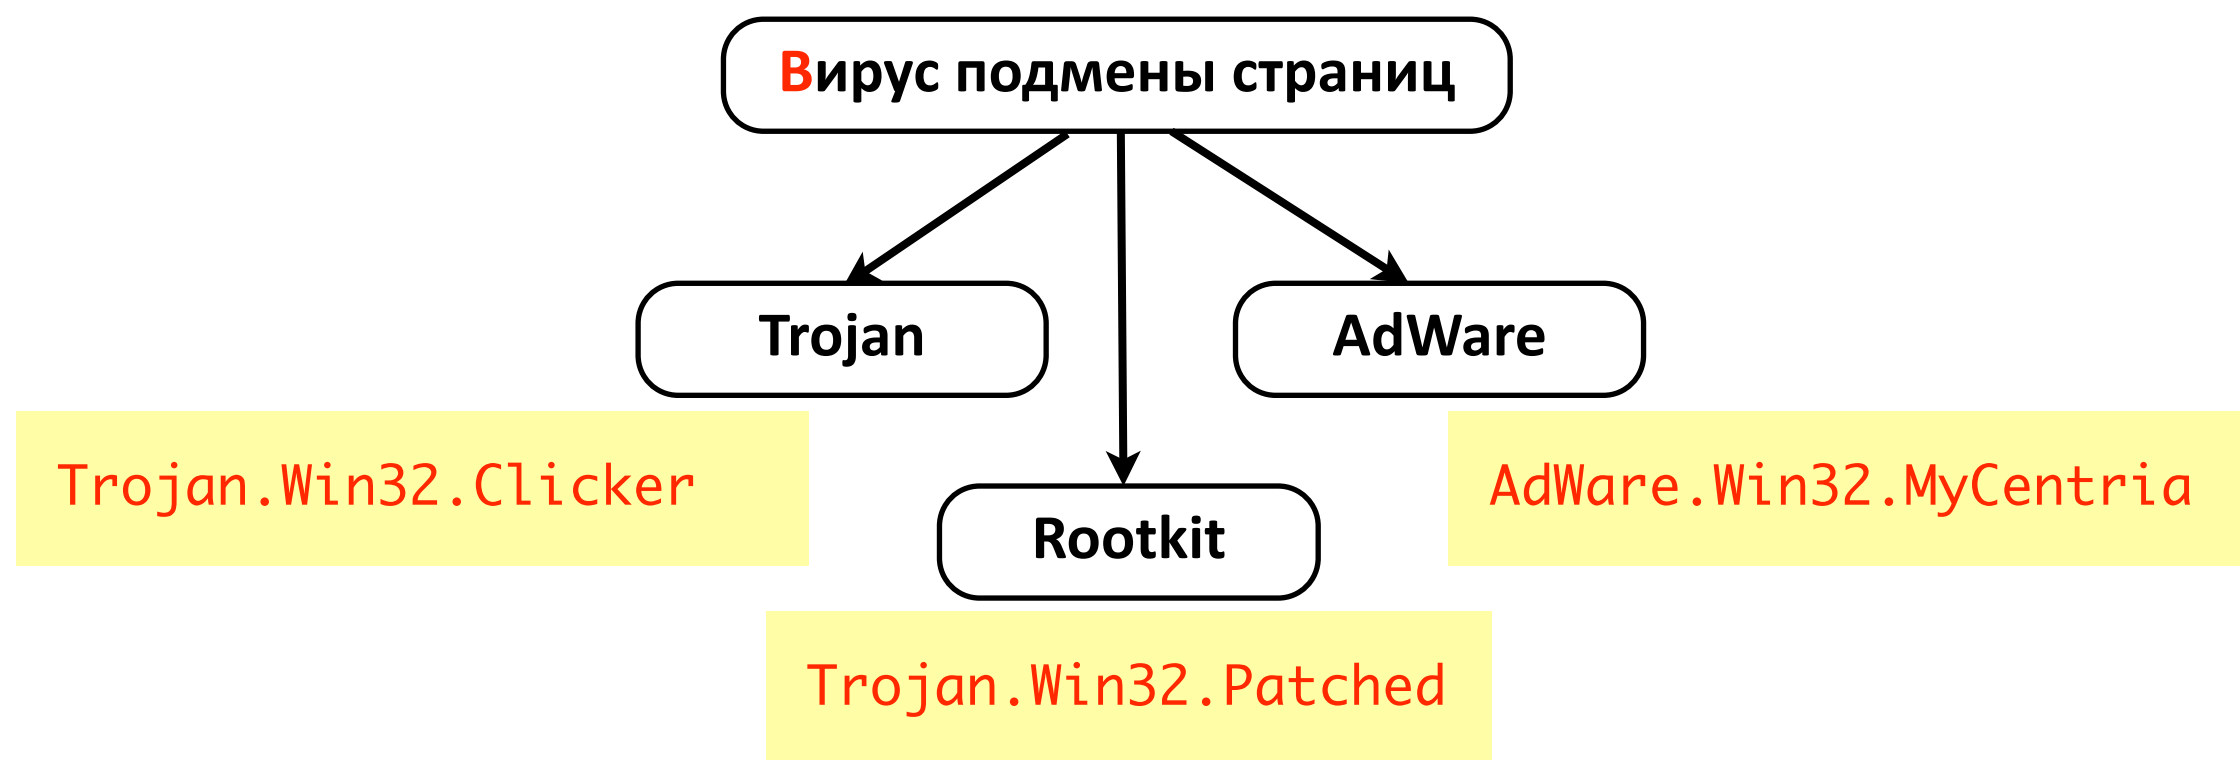 Вирус подмены страниц
Trojan
AdWare
Trojan.Win32.Clicker
AdWare.Win32.MyCentria
Rootkit
Trojan.Win32.Patched